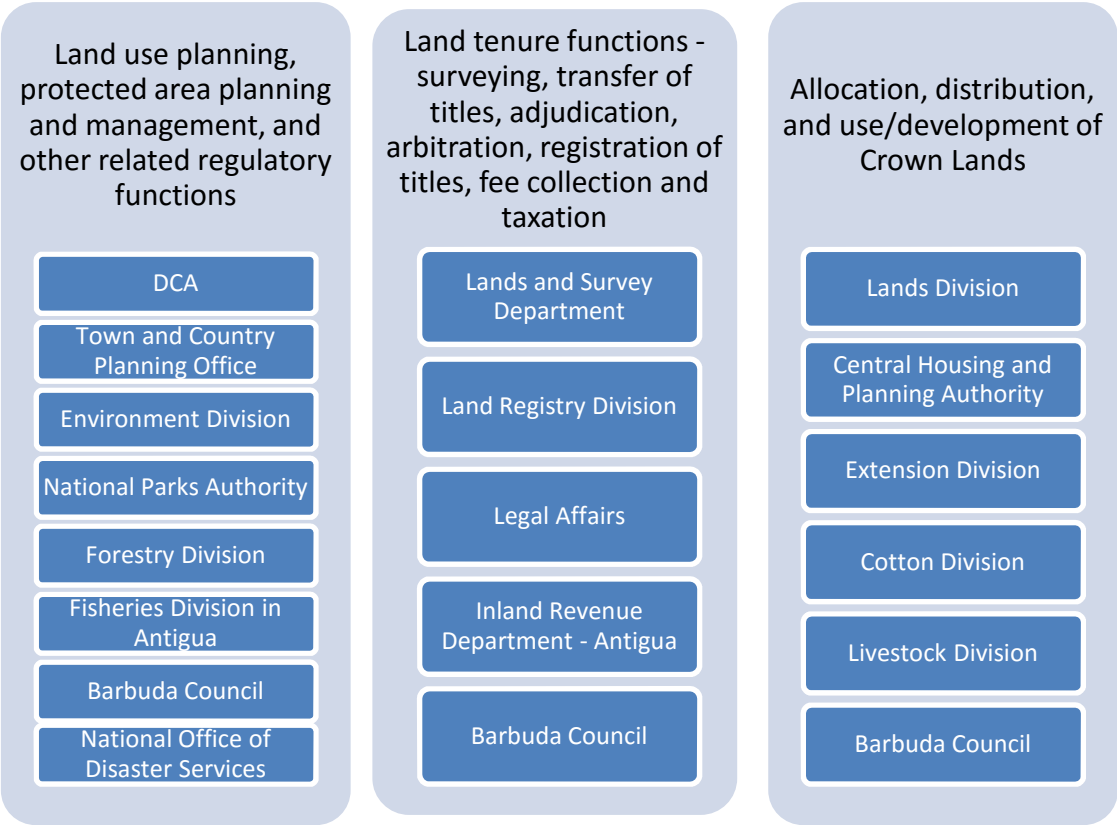 Land use planning,
protected area planning
and management, and
other related regulatory
functions
DCA
Town and Country
Planning Office
Environment Division
National Parks Authority
Forestry Division
Fisheries Division in
Antigua
Barbuda Council
National Office of
Disaster Services
Land tenure functions -
surveying, transfer of
titles, adjudication,
arbitration, registration of
titles, fee collection and
taxation
Lands and Survey
Department
Land Registry Division
Legal Affairs
Inland Revenue
Department - Antigua
Barbuda Council
Allocation, distribution,
and use/development of
Crown Lands
Lands Division
Central Housing and
Planning Authority
Extension Division
Cotton Division
Livestock Division
Barbuda Council